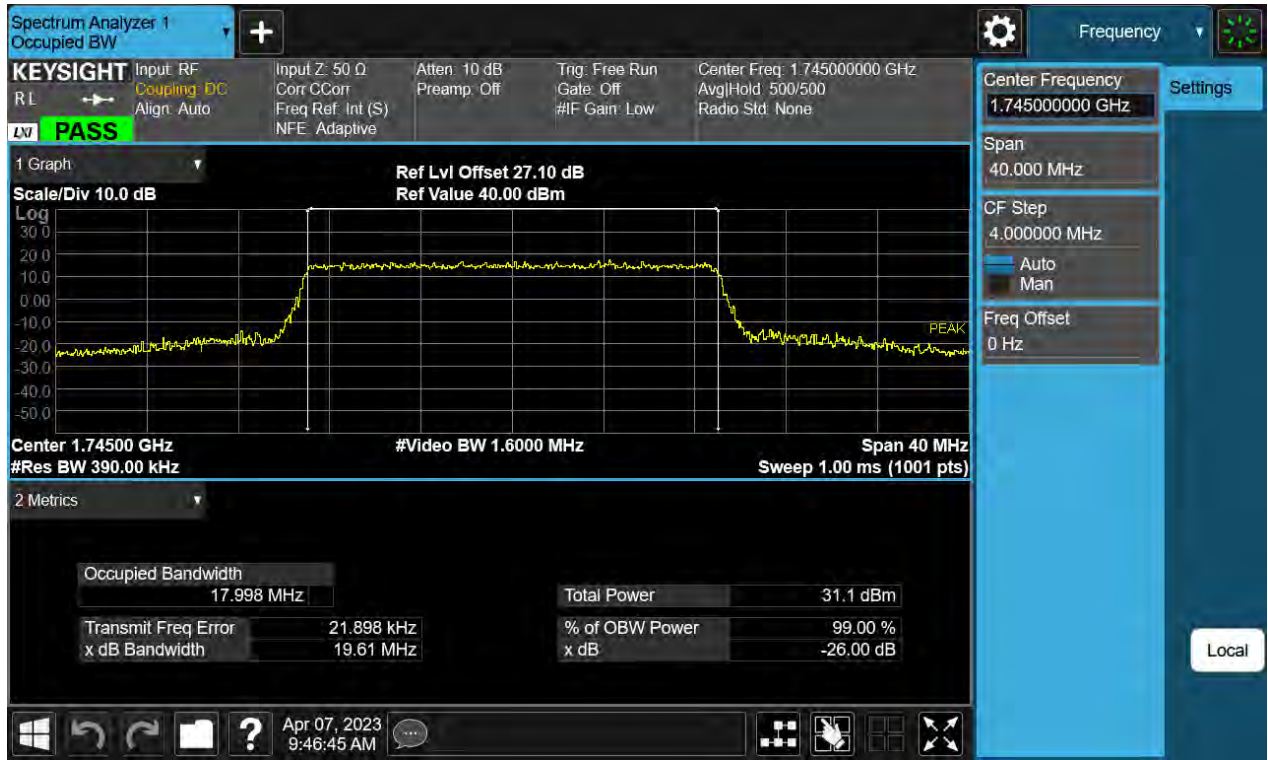 Spectrum Analyzer 1
Occupied BW
Frequency
KEYSIGHT
RL
LXI
PASS
Input: RF
Coupling: DC
Align: Auto
Input Z: 50 Ω
Corr CCorr
Freq Ref: Int (S)
NFE: Adaptive
Atten: 10 dB
Preamp: Off
Trig: Free Run
Gate: Off
#IF Gain: Low
Center Freq: 1.745000000 GHz
Avg|Hold: 500/500
Radio Std: None
1 Graph
Scale/Div 10.0 dB
Ref Lvl Offset 27.10 dB
Ref Value 40.00 dBm
Log
30.0
20.0
10.0
0.00
-10.0
-20.0
-30.0
-40.0
-50.0
PEAK
Center 1.74500 GHz
#Res BW 390.00 kHz
#Video BW 1.6000 MHz
Span 40 MHz
Sweep 1.00 ms (1001 pts)
2 Metrics
Occupied Bandwidth
17.998 MHz
Transmit Freq Error 21.898 kHz
x dB Bandwidth 19.61 MHz
Total Power 31.1 dBm
% of OBW Power 99.00 %
x dB -26.00 dB
Center Frequency
1.745000000 GHz
Span
40.000 MHz
CF Step
4.000000 MHz
Auto
Man
Freq Offset
0 Hz
Settings
Local
?
Apr 07, 2023
9:46:45 AM